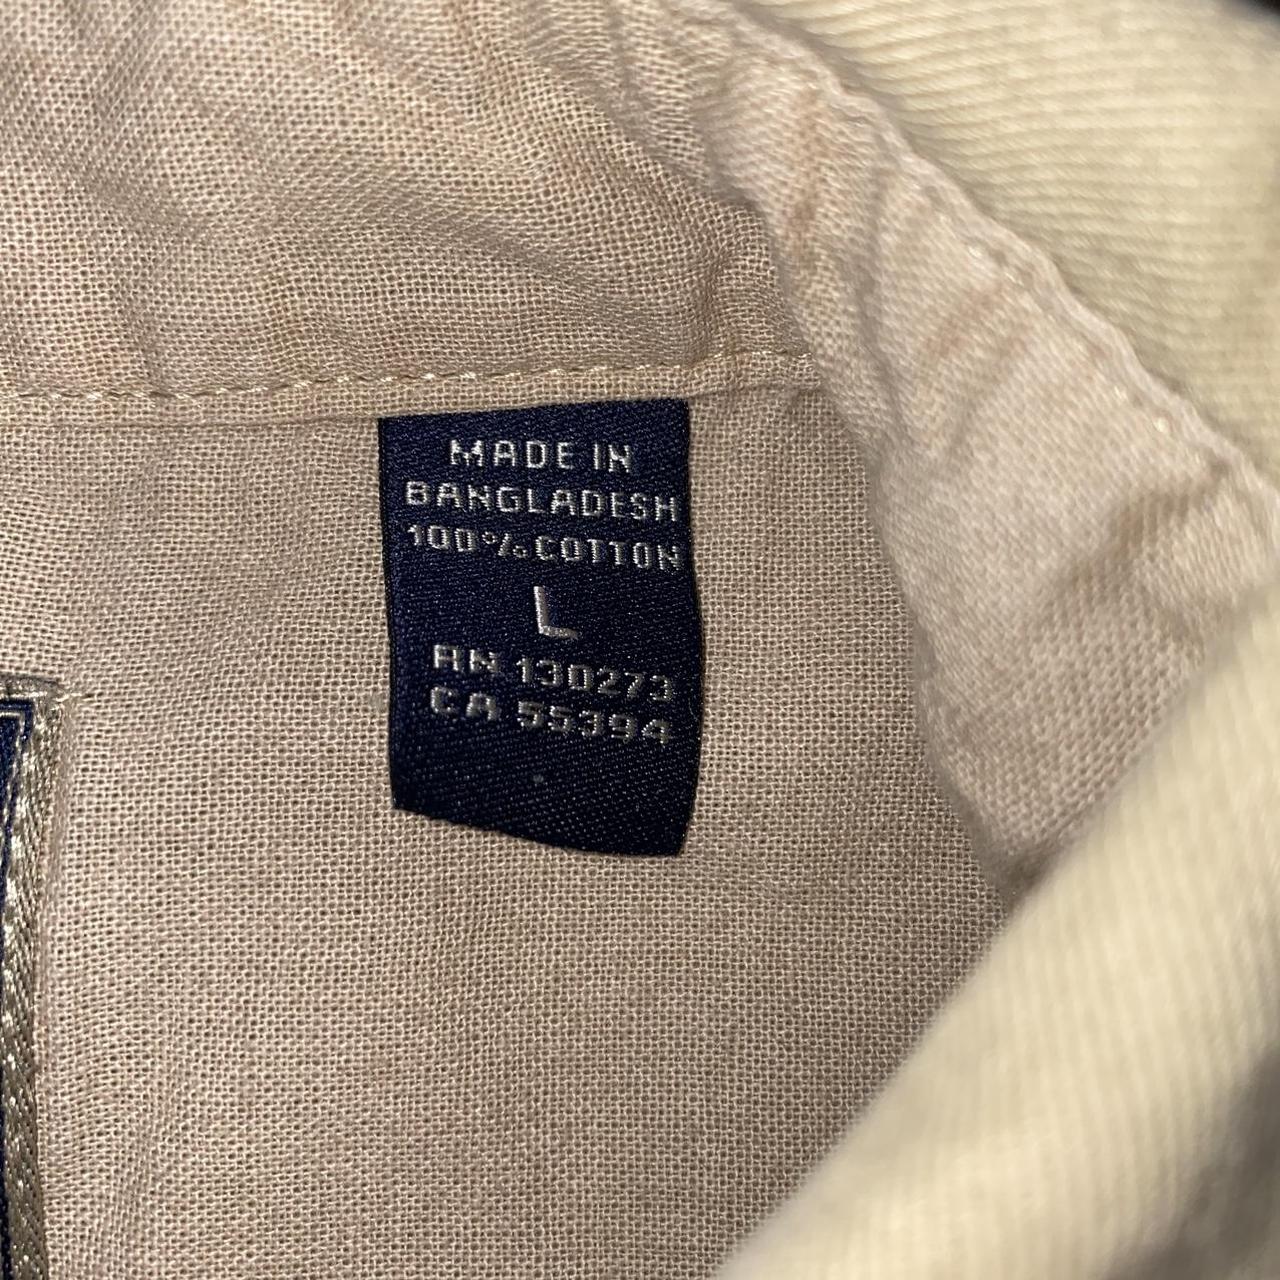 MADE IN
BANGLADESH
100% COTTON
L
RN 130273
CA 55394